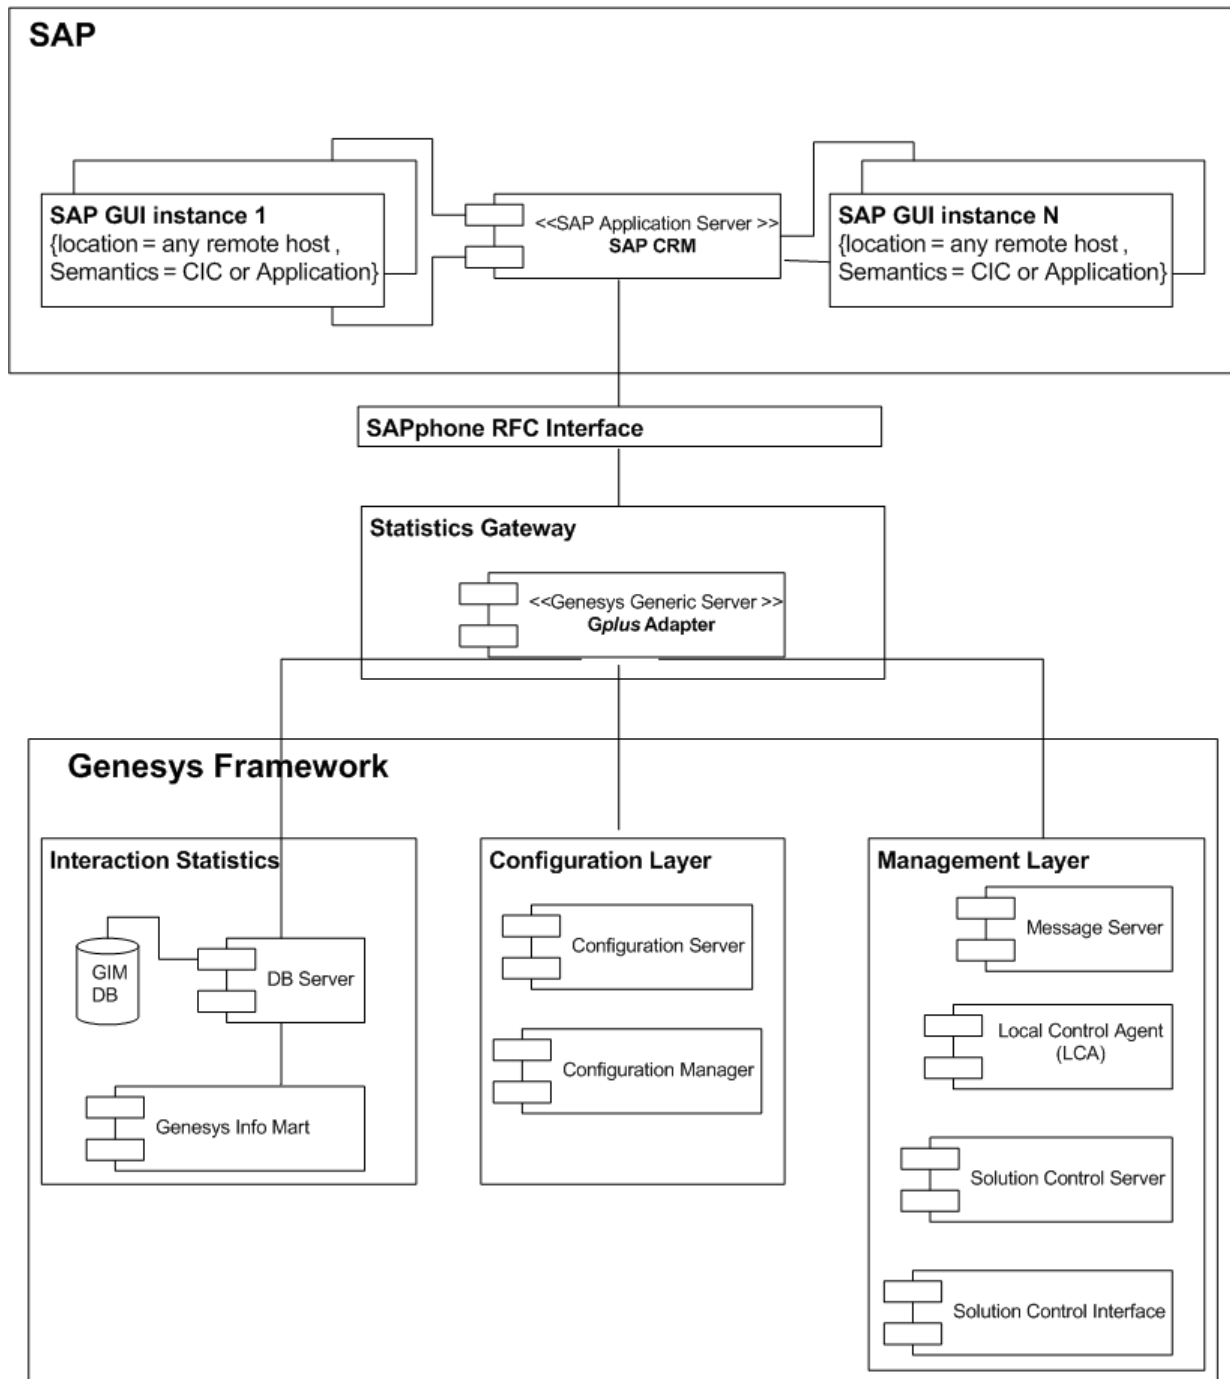 SAP
SAP GUI instance 1
{location = any remote host ,
Semantics = CIC or Application}
<<SAP Application Server >>
SAP CRM
SAP GUI instance N
{location = any remote host ,
Semantics = CIC or Application}
SAPphone RFC Interface
Statistics Gateway
<<Genesys Generic Server >>
Gplus Adapter
Genesys Framework
Interaction Statistics
GIM
DB
DB Server
Genesys Info Mart
Configuration Layer
Configuration Server
Configuration Manager
Management Layer
Message Server
Local Control Agent
(LCA)
Solution Control Server
Solution Control Interface